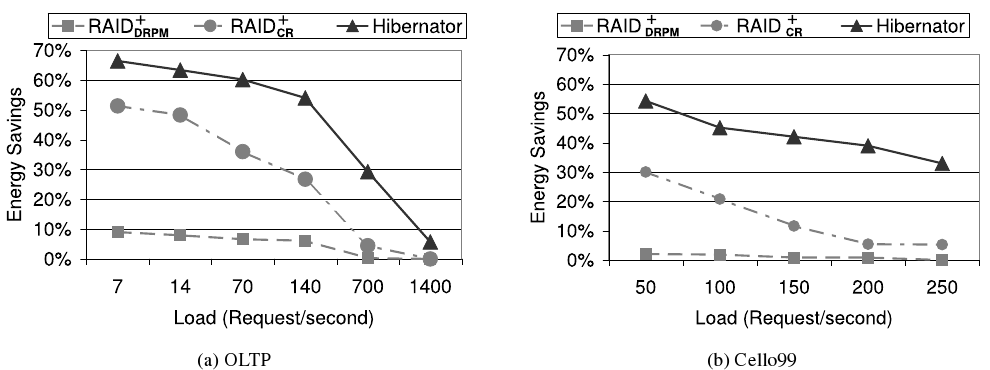 RAID+DRPM RAID+CR Hibernator
70%
60%
50%
40%
30%
20%
10%
0%
Energy Savings
7 14 70 140 700 1400
Load (Request/second)
(a) OLTP
RAID+DRPM RAID+CR Hibernator
70%
60%
50%
40%
30%
20%
10%
0%
Energy Savings
50 100 150 200 250
Load (Request/second)
(b) Cello99